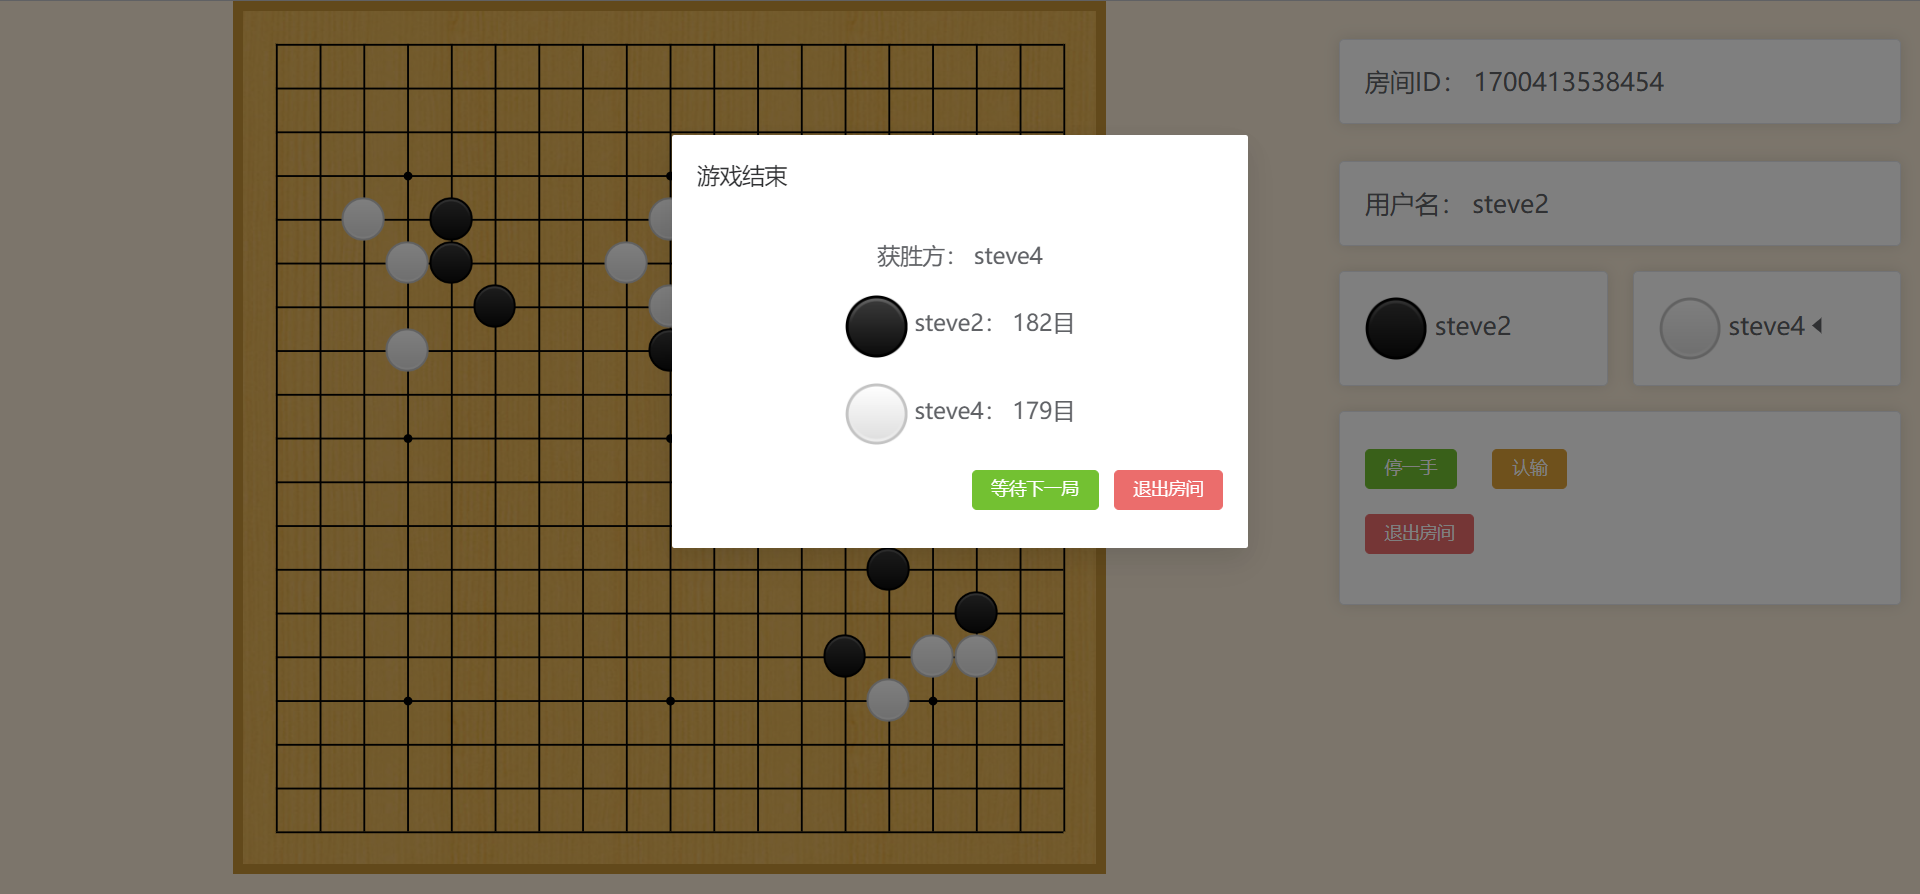 房间ID： 1700413538454
用户名： steve2
steve2
steve4
停一手
认输
退出房间
游戏结束
获胜方： steve4
steve2： 182目
steve4： 179目
等待下一局
退出房间